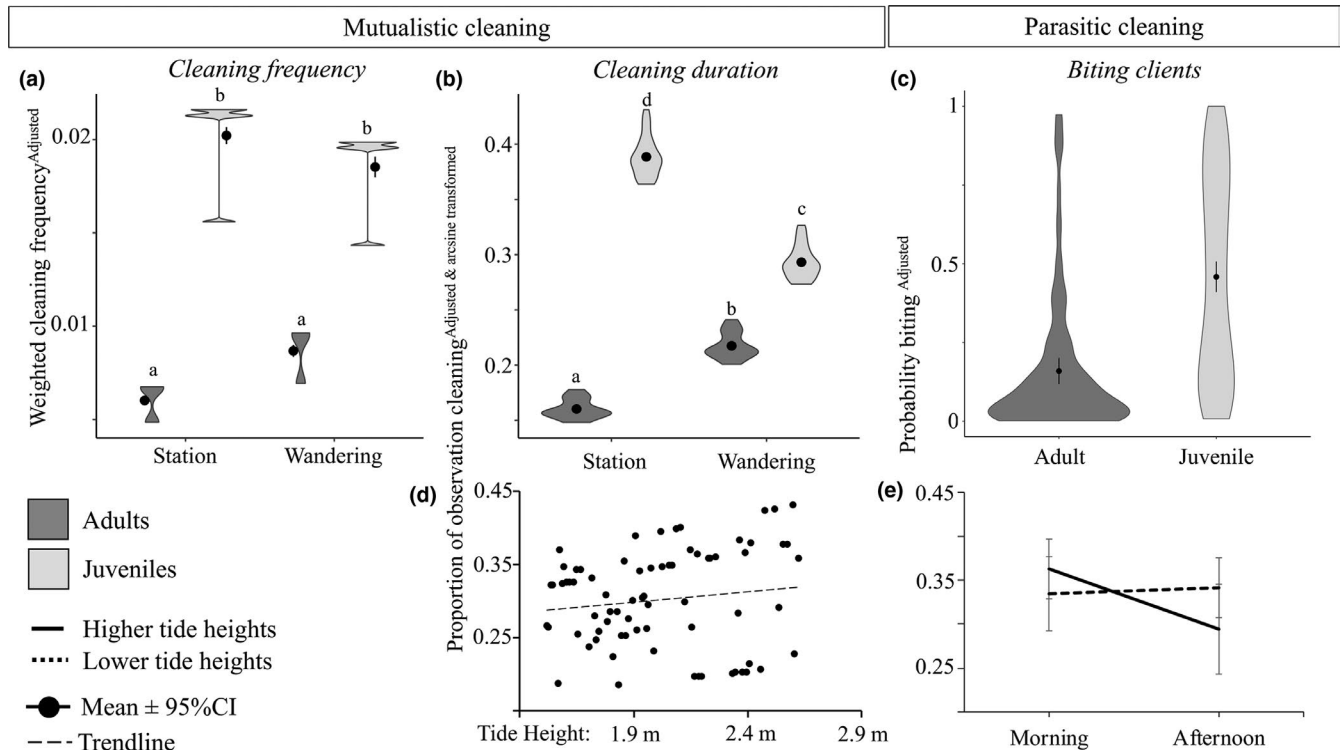 Mutualistic cleaning
Parasitic cleaning
(a)
Cleaning frequency
(b)
Cleaning duration
(c)
Biting clients
Weighted cleaning frequency Adjusted
0.02
0.01
b
b
a
a
Station
Wandering
Proportion of observation cleaning Adjusted & arcsine transformed
0.4
0.3
0.2
d
c
b
a
Station
Wandering
Probability biting Adjusted
1
0.5
0
Adult
Juvenile
Adults
Juveniles
Higher tide heights
Lower tide heights
Mean ± 95%CI
Trendline
(d)
0.45
0.35
0.25
Tide Height: 1.9 m 2.4 m 2.9 m
(e)
0.45
0.35
0.25
Morning
Afternoon